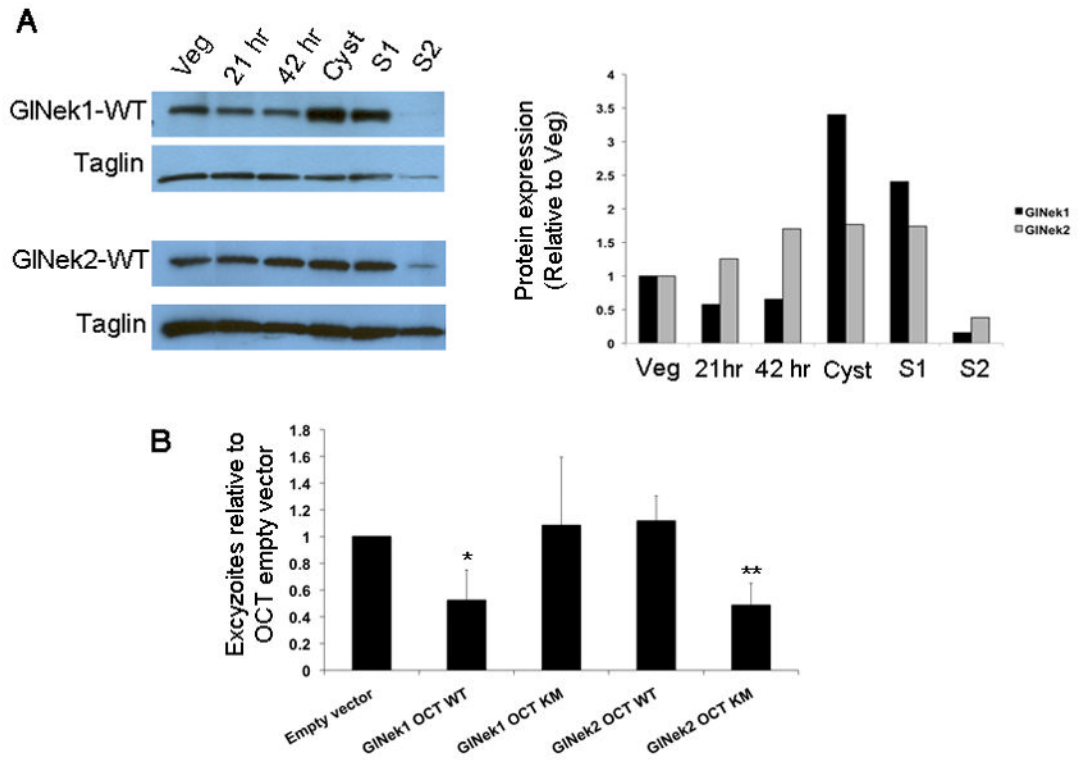 A
Veg 21 hr 42 hr Cyst S1 S2
GlNek1-WT
Taglin
GlNek2-WT
Taglin
Protein expression
(Relative to Veg)
4
3.5
3
2.5
2
1.5
1
0.5
0
Veg 21hr 42 hr Cyst S1 S2
GlNek1
GlNek2
B
Excyzoites relative to
OCT empty vector
1.8
1.6
1.4
1.2
1
0.8
0.6
0.4
0.2
0
*
**
Empty vector
GlNek1 OCT WT
GlNek1 OCT KM
GlNek2 OCT WT
GlNek2 OCT KM